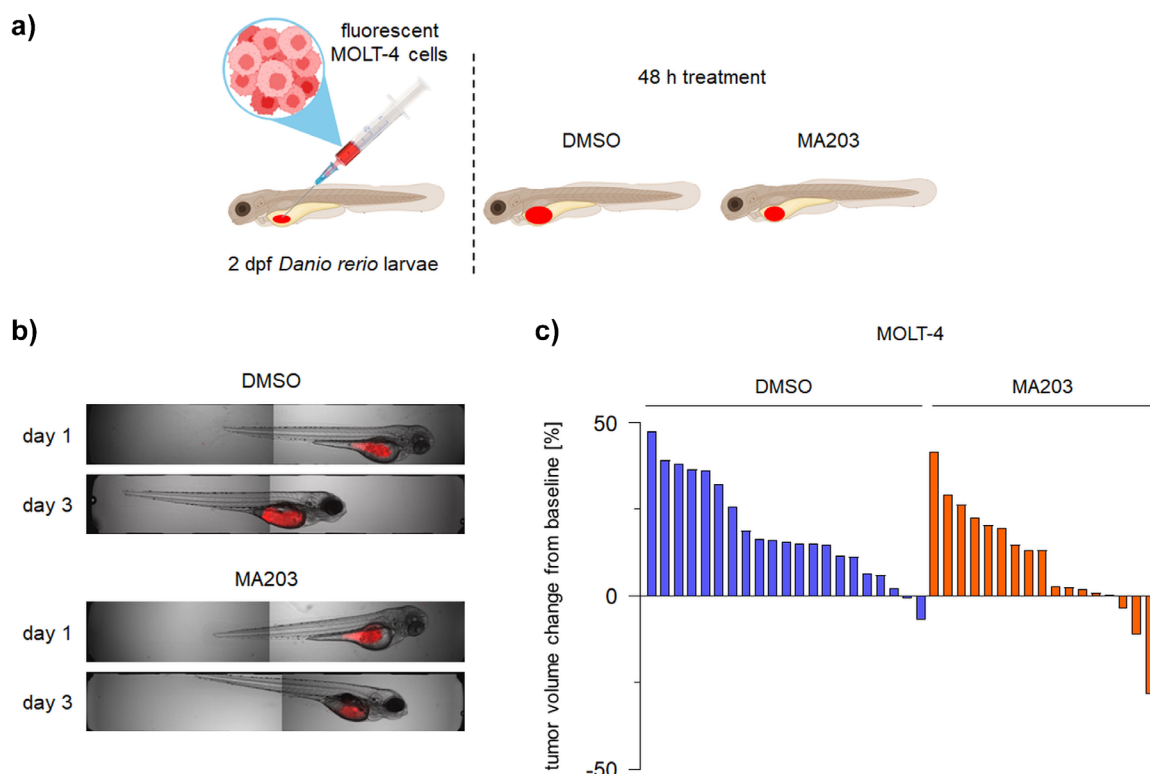 a)
fluorescent
MOLT-4 cells
48 h treatment
DMSO
MA203
2 dpf Danio rerio larvae
b)
DMSO
day 1
day 3
MA203
day 1
day 3
c)
MOLT-4
DMSO
MA203
tumor volume change from baseline [%]
50
0
-50